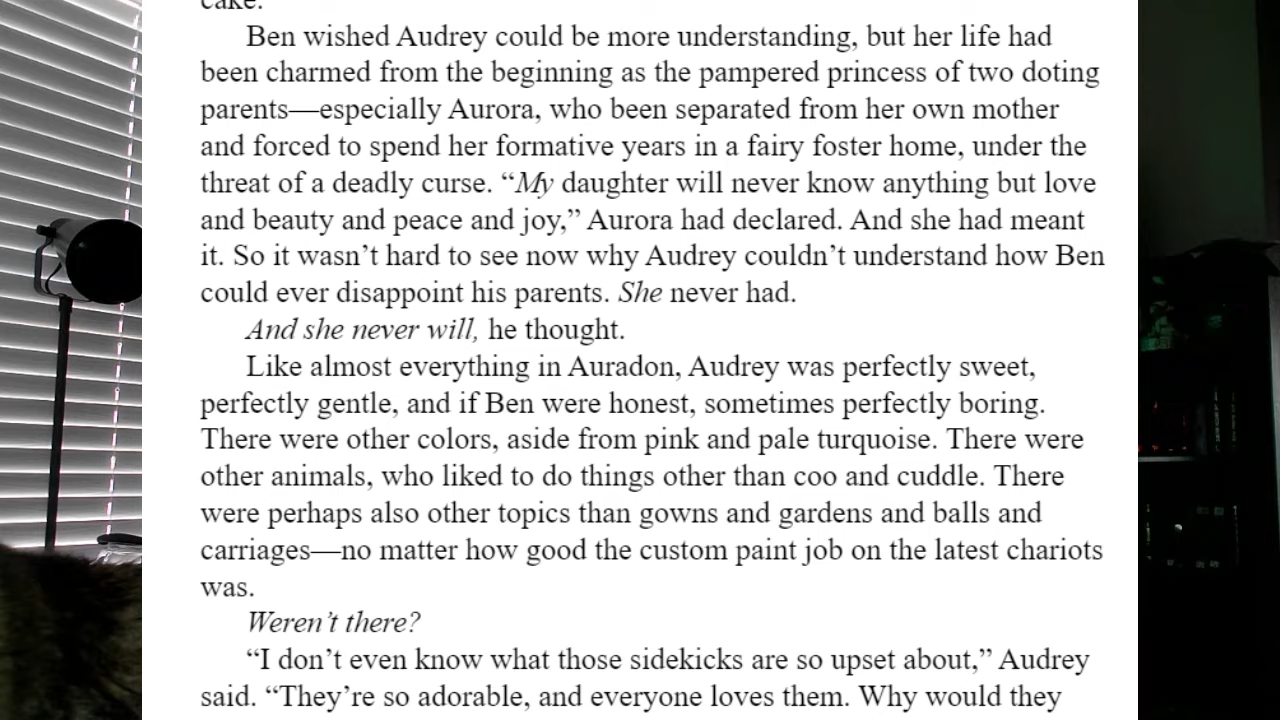 cake.
Ben wished Audrey could be more understanding, but her life had
been charmed from the beginning as the pampered princess of two doting
parents—especially Aurora, who been separated from her own mother
and forced to spend her formative years in a fairy foster home, under the
threat of a deadly curse. “My daughter will never know anything but love
and beauty and peace and joy,” Aurora had declared. And she had meant
it. So it wasn’t hard to see now why Audrey couldn’t understand how Ben
could ever disappoint his parents. She never had.
And she never will, he thought.
Like almost everything in Auradon, Audrey was perfectly sweet,
perfectly gentle, and if Ben were honest, sometimes perfectly boring.
There were other colors, aside from pink and pale turquoise. There were
other animals, who liked to do things other than coo and cuddle. There
were perhaps also other topics than gowns and gardens and balls and
carriages—no matter how good the custom paint job on the latest chariots
was.
Weren’t there?
“I don’t even know what those sidekicks are so upset about,” Audrey
said. “They’re so adorable, and everyone loves them. Why would they